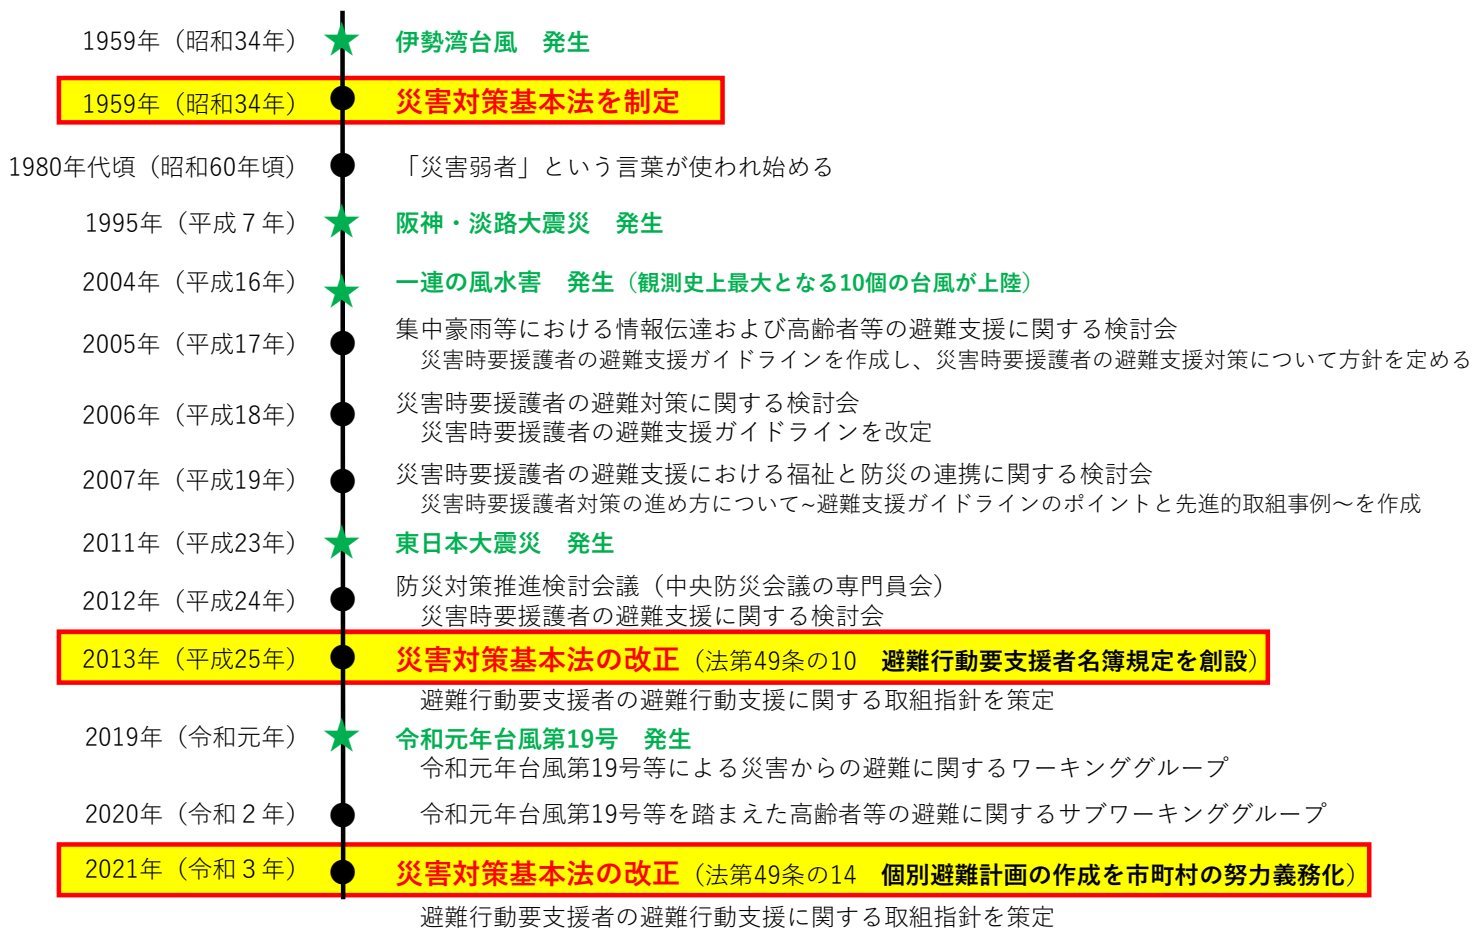 1959年（昭和34年） 伊勢湾台風　発生
1959年（昭和34年） 災害対策基本法を制定
1980年代頃（昭和60年頃） 「災害弱者」という言葉が使われ始める
1995年（平成７年） 阪神・淡路大震災　発生
2004年（平成16年） 一連の風水害　発生（観測史上最大となる10個の台風が上陸）
2005年（平成17年） 集中豪雨等における情報伝達および高齢者等の避難支援に関する検討会
災害時要援護者の避難支援ガイドラインを作成し、災害時要援護者の避難支援対策について方針を定める
2006年（平成18年） 災害時要援護者の避難対策に関する検討会
災害時要援護者の避難支援ガイドラインを改定
2007年（平成19年） 災害時要援護者の避難支援における福祉と防災の連携に関する検討会
災害時要援護者対策の進め方について~避難支援ガイドラインのポイントと先進的取組事例～を作成
2011年（平成23年） 東日本大震災　発生
2012年（平成24年） 防災対策推進検討会議（中央防災会議の専門員会）
災害時要援護者の避難支援に関する検討会
2013年（平成25年） 災害対策基本法の改正（法第49条の10　避難行動要支援者名簿規定を創設）
避難行動要支援者の避難行動支援に関する取組指針を策定
2019年（令和元年） 令和元年台風第19号　発生
令和元年台風第19号等による災害からの避難に関するワーキンググループ
2020年（令和２年） 令和元年台風第19号等を踏まえた高齢者等の避難に関するサブワーキンググループ
2021年（令和３年） 災害対策基本法の改正（法第49条の14　個別避難計画の作成を市町村の努力義務化）
避難行動要支援者の避難行動支援に関する取組指針を策定